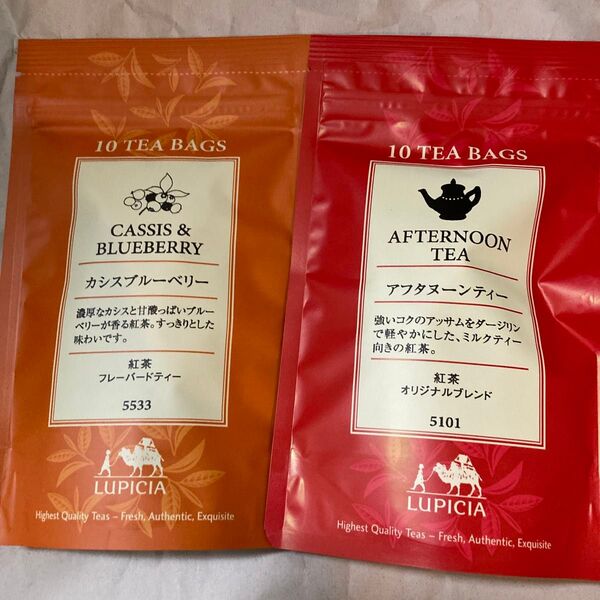 10 TEA BAGS
CASSIS &
BLUEBERRY
カシスブルーベリー
濃厚なカシスと甘酸っぱいブルー
ベリーが香る紅茶。すっきりとした
味わいです。
紅茶
フレーバードティー
5533
LUPICIA
Highest Quality Teas – Fresh, Authentic, Exquisite
10 TEA BAGS
AFTERNOON
TEA
アフタヌーンティー
強いコクのアッサムをダージリン
で軽やかにした、ミルクティー
向きの紅茶。
紅茶
オリジナルブレンド
5101
LUPICIA
Highest Quality Teas – Fresh, Authentic, Exquisite